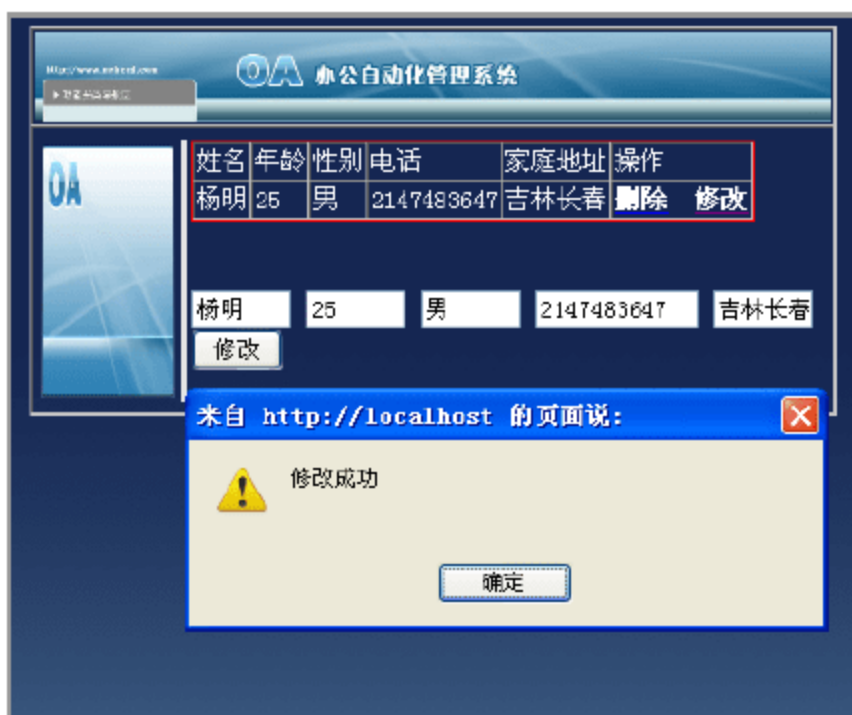 OA 办公自动化管理系统
OA
姓名 年龄 性别 电话 家庭地址 操作
杨明 25 男 2147483647 吉林长春 删除 修改
杨明 25 男 2147483647 吉林长春
修改
来自 http://localhost 的页面说:
修改成功
确定